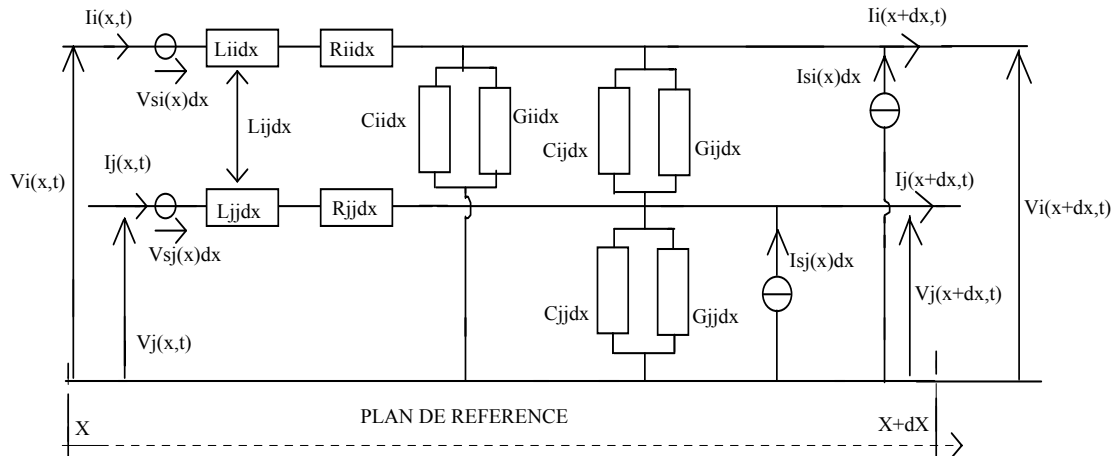 Ii(x,t)
Liidx
Riidx
Ii(x+dx,t)
Vsi(x)dx
Isi(x)dx
Ciidx
Giidx
Lijdx
Cijdx
Gijdx
Ij(x,t)
Ij(x+dx,t)
Vi(x,t)
Vi(x+dx,t)
Ljjdx
Rjjdx
Vsj(x)dx
Isj(x)dx
Vj(x+dx,t)
Cjjdx
Gjjdx
Vj(x,t)
PLAN DE REFERENCE
X
X+dX